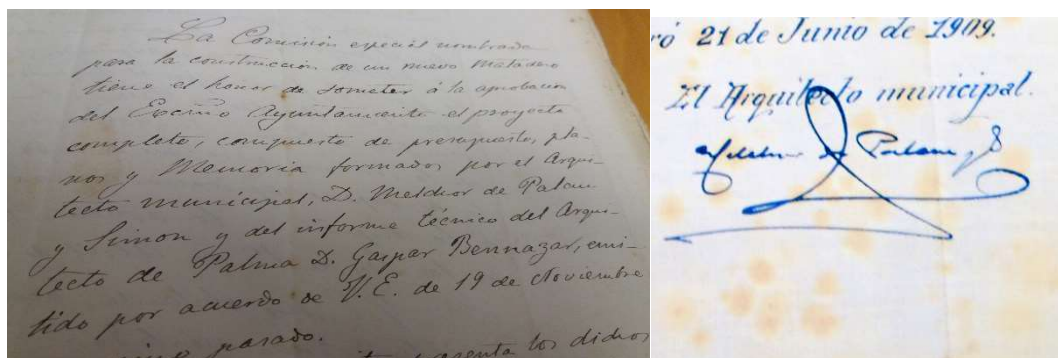 La Comisión especial nombrada
para la construcción de un nuevo Matadero
tiene el honor de someter á la aprobación
del Excmo Ayuntamiento el proyecto
completo, compuesto de presupuesto, pla-
nos y Memoria formados por el Arqui-
tecto municipal, D. Melchor de Palau
y Simon y del informe técnico del Arqui-
tecto de Palma D. Gaspar Bennazar, emi-
tido por acuerdo de V. E. de 19 de Noviembre
pasado.
los dichos
ró 21 de Junio de 1909.
El Arquitecto municipal.